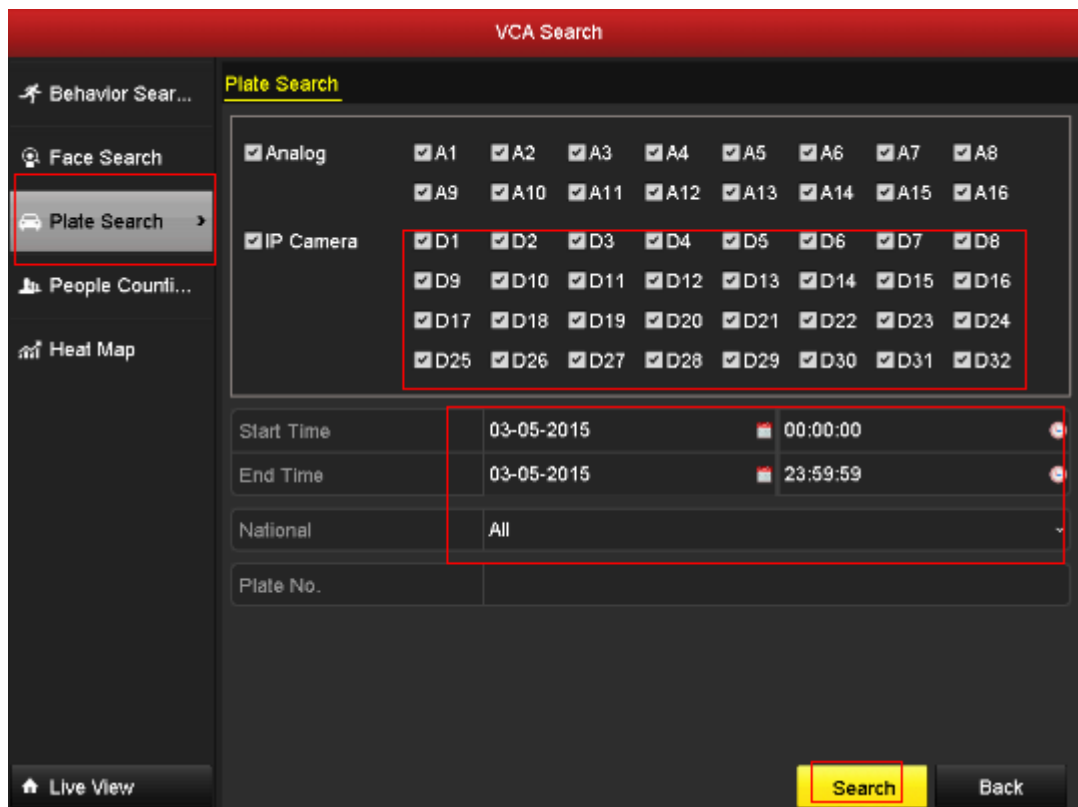 VCA Search
Behavior Sear...
Face Search
Plate Search
People Counti...
Heat Map
Live View
Plate Search
Analog A1 A2 A3 A4 A5 A6 A7 A8
A9 A10 A11 A12 A13 A14 A15 A16
IP Camera D1 D2 D3 D4 D5 D6 D7 D8
D9 D10 D11 D12 D13 D14 D15 D16
D17 D18 D19 D20 D21 D22 D23 D24
D25 D26 D27 D28 D29 D30 D31 D32
Start Time 03-05-2015 00:00:00
End Time 03-05-2015 23:59:59
National All
Plate No.
Search Back